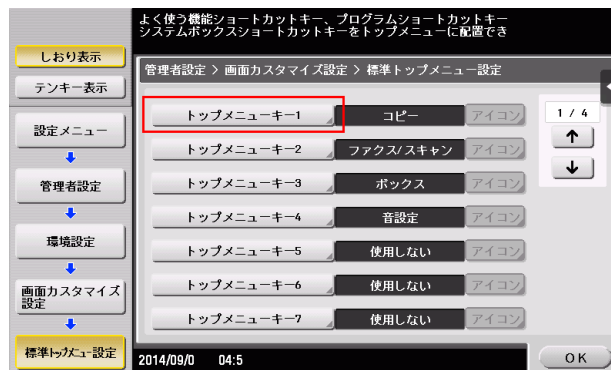 よく使う機能ショートカットキー、プログラムショートカットキー
システムボックスショートカットキーをトップメニューに配置でき
しおり表示
テンキー表示
設定メニュー
管理者設定
環境設定
画面カスタマイズ
設定
標準トップメニュー設定
管理者設定 > 画面カスタマイズ設定 > 標準トップメニュー設定
トップメニューキー1 コピー アイコン
トップメニューキー2 ファクス/スキャン アイコン
トップメニューキー3 ボックス アイコン
トップメニューキー4 音設定 アイコン
トップメニューキー5 使用しない アイコン
トップメニューキー6 使用しない アイコン
トップメニューキー7 使用しない アイコン
1 / 4
↑
↓
2014/09/0 04:5
OK